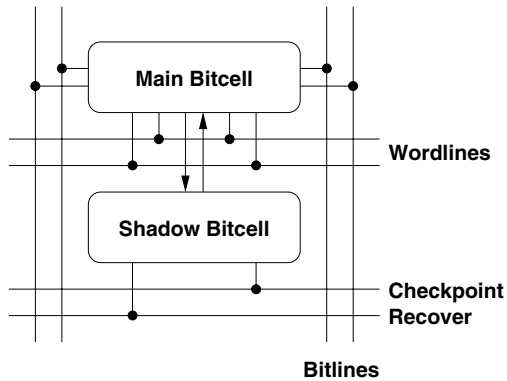 Main Bitcell
Wordlines
Shadow Bitcell
Checkpoint
Recover
Bitlines